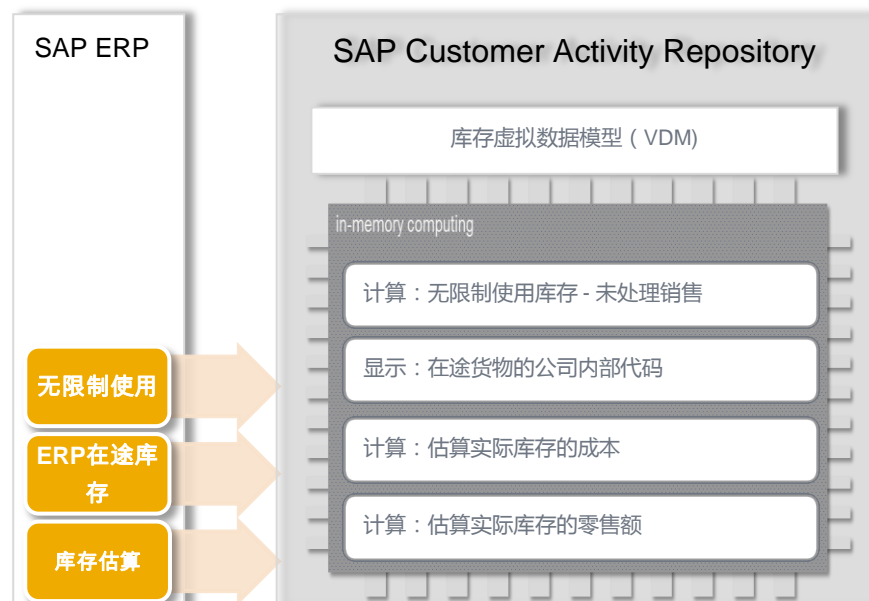 SAP ERP
SAP Customer Activity Repository
库存虚拟数据模型（VDM)
in-memory computing
计算：无限制使用库存 - 未处理销售
显示：在途货物的公司内部代码
计算：估算实际库存的成本
计算：估算实际库存的零售额
无限制使用
ERP在途库
存
库存估算